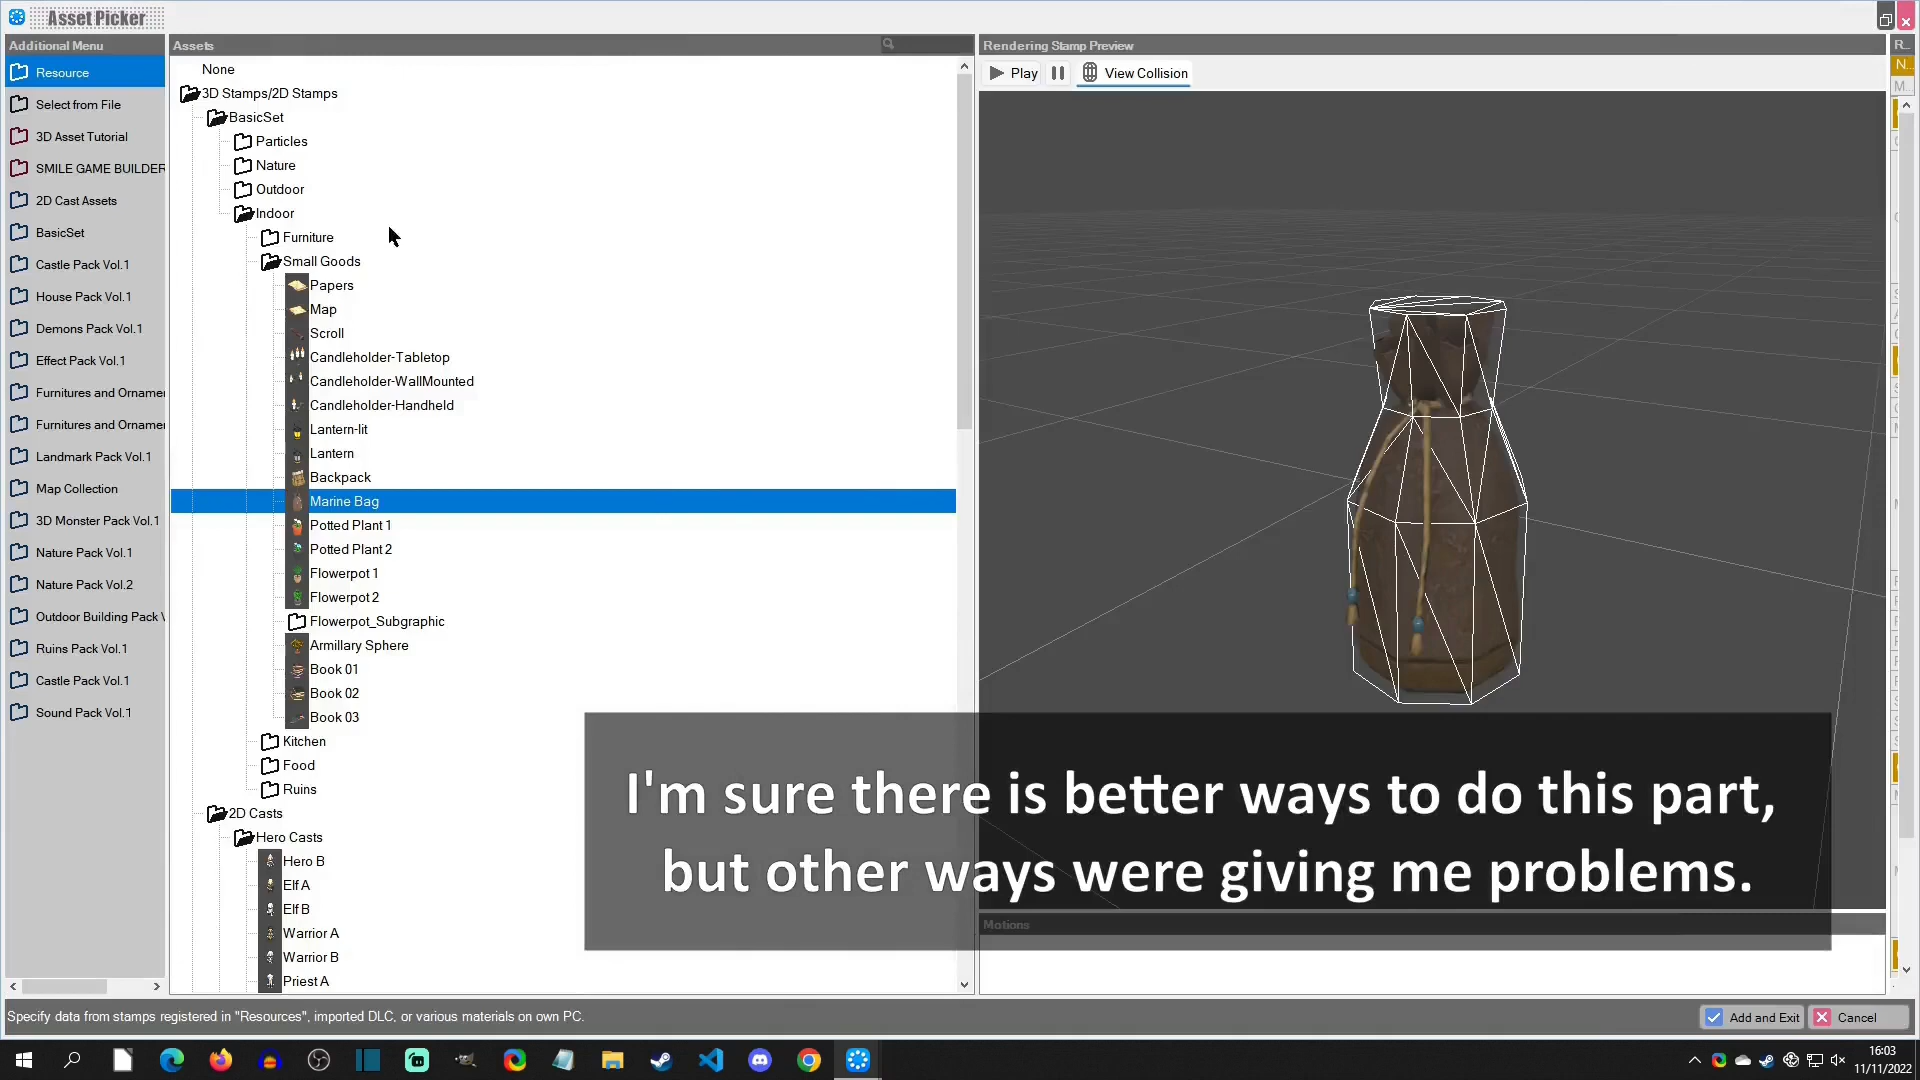 Asset Picker
Additional Menu
Resource
Select from File
3D Asset Tutorial
SMILE GAME BUILDER
2D Cast Assets
BasicSet
Castle Pack Vol.1
House Pack Vol.1
Demons Pack Vol.1
Effect Pack Vol.1
Furnitures and Orname
Furnitures and Orname
Landmark Pack Vol.1
Map Collection
3D Monster Pack Vol.1
Nature Pack Vol.1
Nature Pack Vol.2
Outdoor Building Pack
Ruins Pack Vol.1
Castle Pack Vol.1
Sound Pack Vol.1
Assets
None
3D Stamps/2D Stamps
BasicSet
Particles
Nature
Outdoor
Indoor
Furniture
Small Goods
Papers
Map
Scroll
Candleholder-Tabletop
Candleholder-WallMounted
Candleholder-Handheld
Lantern-lit
Lantern
Backpack
Marine Bag
Potted Plant 1
Potted Plant 2
Flowerpot 1
Flowerpot 2
Flowerpot_Subgraphic
Armillary Sphere
Book 01
Book 02
Book 03
Kitchen
Food
Ruins
2D Casts
Hero Casts
Hero B
Elf A
Elf B
Warrior A
Warrior B
Priest A
Rendering Stamp Preview
Play
View Collision
I'm sure there is better ways to do this part,
but other ways were giving me problems.
Motions
R...
N...
Specify data from stamps registered in "Resources", imported DLC, or various materials on own PC.
Add and Exit
Cancel
16:03
11/11/2022